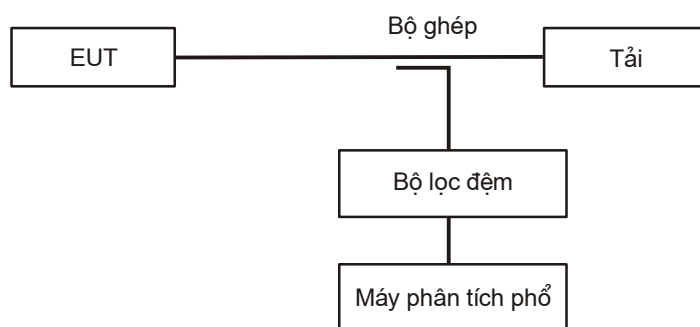 Bộ ghép
EUT
Tải
Bộ lọc đệm
Máy phân tích phổ